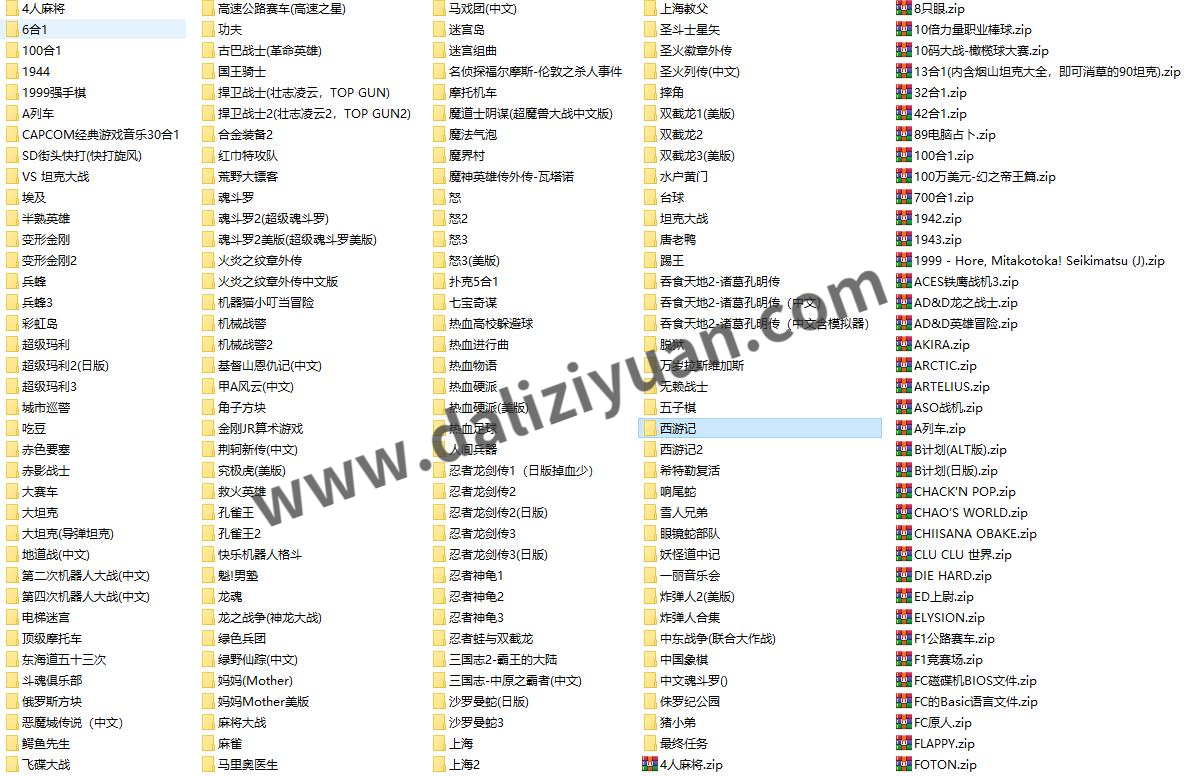 4人麻将
6合1
100合1
1944
1999强手棋
A列车
CAPCOM经典游戏音乐30合1
SD街头快打(快打旋风)
VS 坦克大战
埃及
半熟英雄
变形金刚
变形金刚2
兵蜂
兵蜂3
彩虹岛
超级玛利
超级玛利2(日版)
超级玛利3
城市巡警
吃豆
赤色要塞
赤影战士
大赛车
大坦克
大坦克(导弹坦克)
地道战(中文)
第二次机器人大战(中文)
第四次机器人大战(中文)
电梯迷宫
顶级摩托车
东海道五十三次
斗魂俱乐部
俄罗斯方块
恶魔城传说（中文）
鳄鱼先生
飞碟大战
高速公路赛车(高速之星)
功夫
古巴战士(革命英雄)
国王骑士
捍卫战士(壮志凌云，TOP GUN)
捍卫战士2(壮志凌云2，TOP GUN2)
合金装备2
红巾特攻队
荒野大镖客
魂斗罗
魂斗罗2(超级魂斗罗)
魂斗罗2美版(超级魂斗罗美版)
火炎之纹章外传
火炎之纹章外传中文版
机器猫小叮当冒险
机械战警
机械战警2
基督山恩仇记(中文)
甲A风云(中文)
角子方块
金刚JR算术游戏
荆轲新传(中文)
究极虎(美版)
救火英雄
孔雀王
孔雀王2
快乐机器人格斗
魁!男塾
龙魂
龙之战争(神龙大战)
绿色兵团
绿野仙踪(中文)
妈妈(Mother)
妈妈Mother美版
麻将大战
麻雀
马里奥医生
马戏团(中文)
迷宫岛
迷宫组曲
名侦探福尔摩斯-伦敦之杀人事件
摩托机车
魔道士阴谋(超魔兽大战中文版)
魔法气泡
魔界村
魔神英雄传外传-瓦塔诺
怒
怒2
怒3
怒3(美版)
扑克5合1
七宝奇谋
热血高校躲避球
热血进行曲
热血物语
热血硬派
热血硬派(美版)
热血足球
人间兵器
忍者龙剑传1（日版掉血少）
忍者龙剑传2
忍者龙剑传2(日版)
忍者龙剑传3
忍者龙剑传3(日版)
忍者神龟1
忍者神龟2
忍者神龟3
忍者蛙与双截龙
三国志2-霸王的大陆
三国志-中原之覇者(中文)
沙罗曼蛇(日版)
沙罗曼蛇3
上海
上海2
上海教父
圣斗士星矢
圣火徽章外传
圣火列传(中文)
摔角
双截龙1(美版)
双截龙2
双截龙3(美版)
水户黄门
台球
坦克大战
唐老鸭
踢王
吞食天地2-诸葛孔明传
吞食天地2-诸葛孔明传（中文）
吞食天地2-诸葛孔明传（中文含模拟器）
脱狱
万岁拉斯维加斯
无赖战士
五子棋
西游记
西游记2
希特勒复活
响尾蛇
雪人兄弟
眼镜蛇部队
妖怪道中记
一丽音乐会
炸弹人2(美版)
炸弹人合集
中东战争(联合大作战)
中国象棋
中文魂斗罗()
侏罗纪公园
猪小弟
最终任务
4人麻将.zip
8只眼.zip
10倍力量职业棒球.zip
10码大战-橄榄球大赛.zip
13合1(内含烟山坦克大全，即可消草的90坦克).zip
32合1.zip
42合1.zip
89电脑占卜.zip
100合1.zip
100万美元-幻之帝王篇.zip
700合1.zip
1942.zip
1943.zip
1999 - Hore, Mitakotoka! Seikimatsu (J).zip
ACES铁鹰战机3.zip
AD&D龙之战士.zip
AD&D英雄冒险.zip
AKIRA.zip
ARCTIC.zip
ARTELIUS.zip
ASO战机.zip
A列车.zip
B计划(ALT版).zip
B计划(日版).zip
CHACK'N POP.zip
CHAO'S WORLD.zip
CHIISANA OBAKE.zip
CLU CLU 世界.zip
DIE HARD.zip
ED上尉.zip
ELYSION.zip
F1公路赛车.zip
F1竞赛场.zip
FC磁碟机BIOS文件.zip
FC的Basic语言文件.zip
FC原人.zip
FLAPPY.zip
FOTON.zip
www.daliziyuan.com